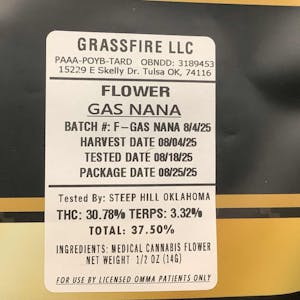 GRASSFIRE LLC
PAAA-POYB-TARD OBNDD: 3189453
15229 E Skelly Dr. Tulsa OK, 74116
FLOWER
GAS NANA
BATCH #: F-GAS NANA 8/4/25
HARVEST DATE 08/04/25
TESTED DATE 08/18/25
PACKAGE DATE 08/25/25
Tested By: STEEP HILL OKLAHOMA
THC: 30.78% TERPS: 3.32%
TOTAL: 37.50%
INGREDIENTS: MEDICAL CANNABIS FLOWER
NET WEIGHT 1/2 OZ (14G)
FOR USE BY LICENSED OMMA PATIENTS ONLY